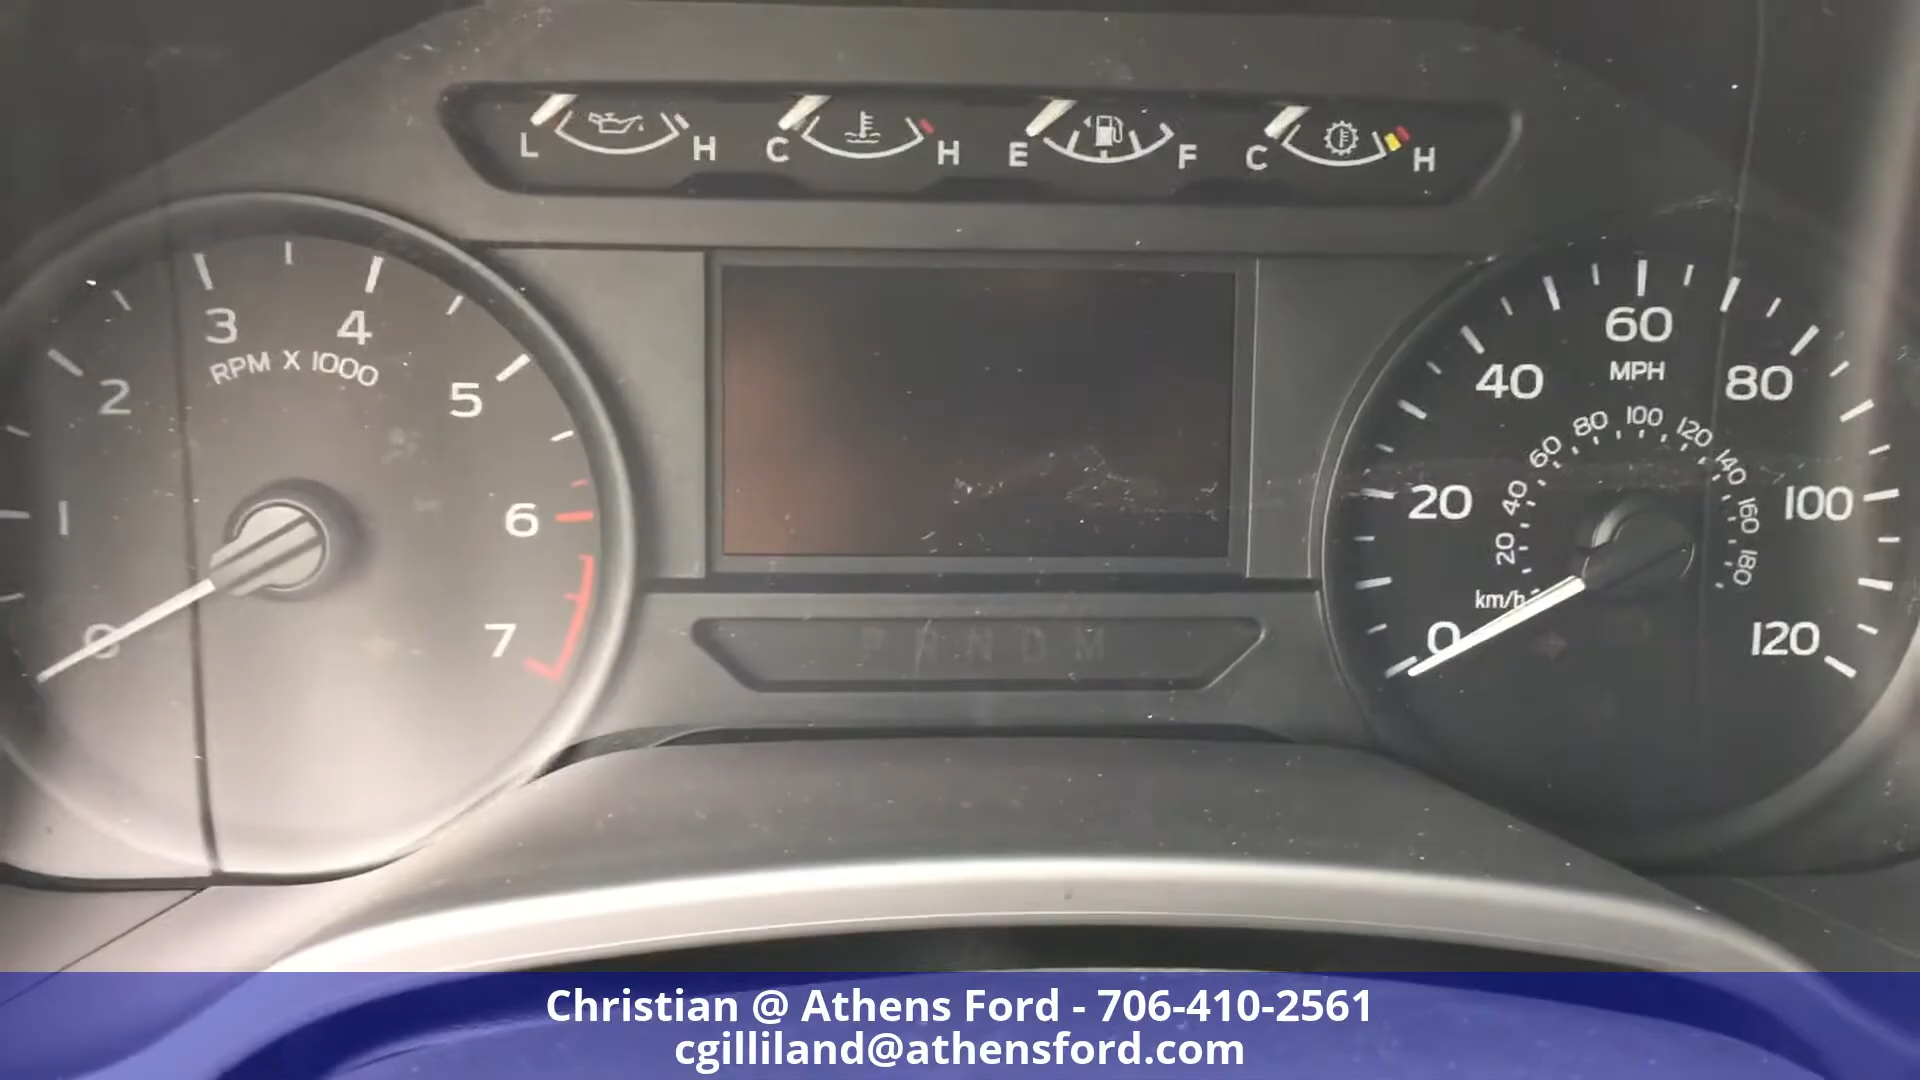 L H C H E F C H
3 4
RPM X 1000
2 5
1 6
0 7
60
MPH
40 80
20 100
0 120
20 40 60 80 100 120 140 160 180
km/h
P R N D M
Christian @ Athens Ford - 706-410-2561
cgilliland@athensford.com